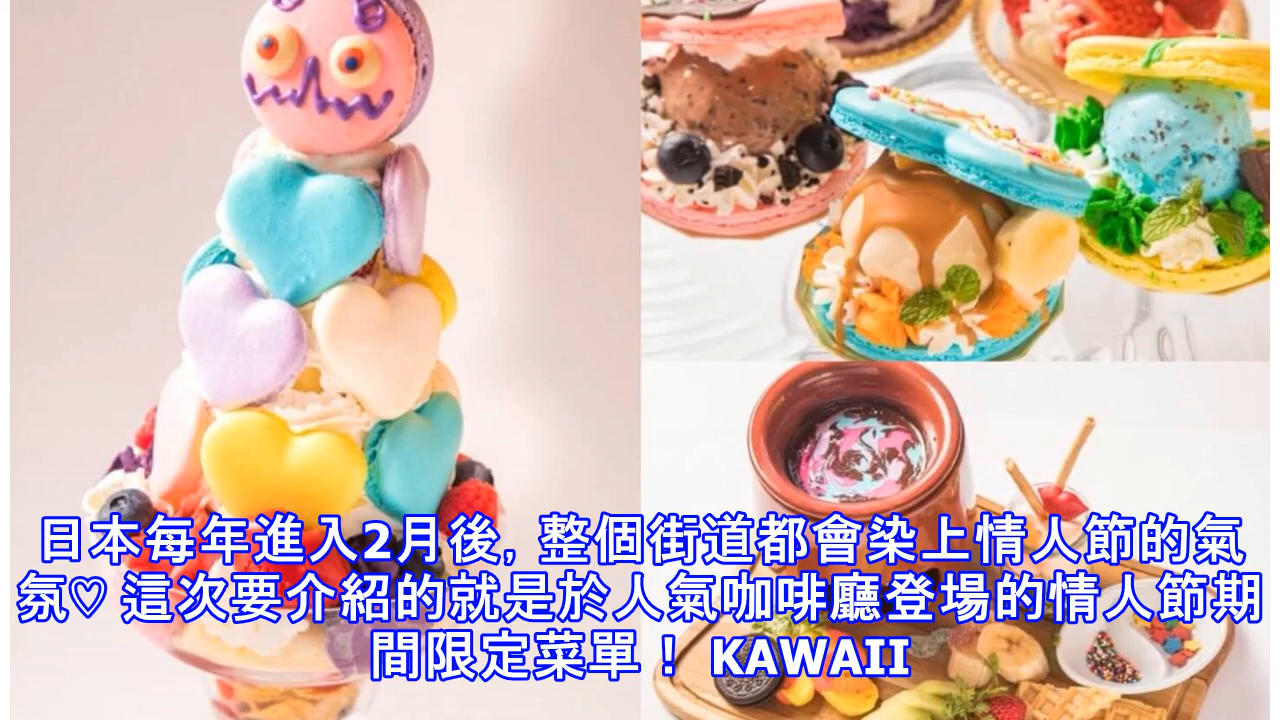 日本每年進入2月後，整個街道都會染上情人節的氣
氛♡ 這次要介紹的就是於人氣咖啡廳登場的情人節期
間限定菜單！ KAWAII